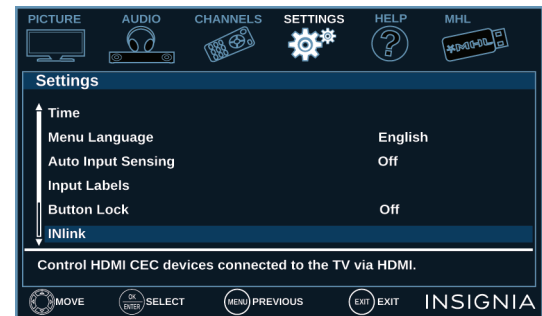 PICTURE AUDIO CHANNELS SETTINGS HELP MHL
?
MHL
Settings
Time
Menu Language English
Auto Input Sensing Off
Input Labels
Button Lock Off
INlink
Control HDMI CEC devices connected to the TV via HDMI.
MOVE OK ENTER SELECT MENU PREVIOUS EXIT EXIT INSIGNIA